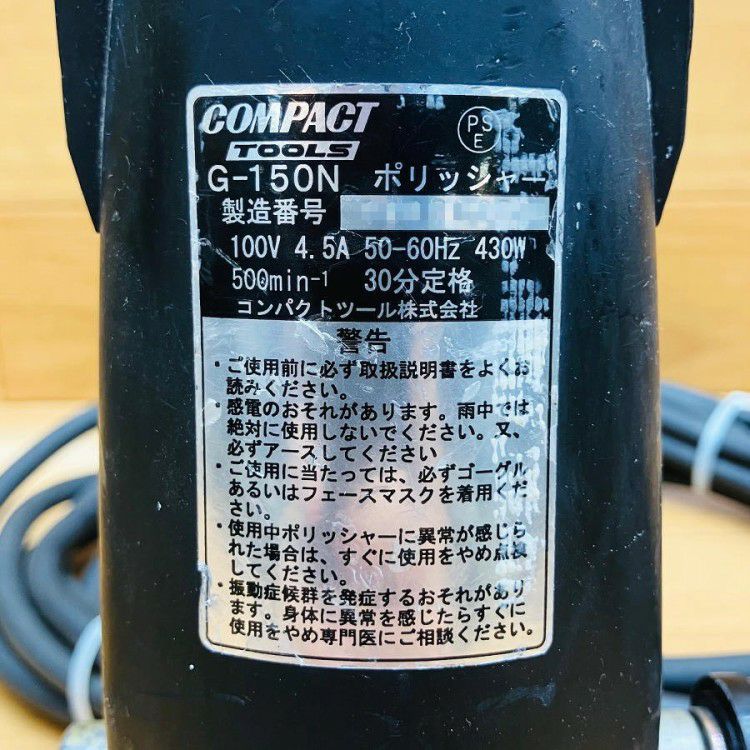 COMPACT
TOOLS
PS
E
G-150N ポリッシャー
製造番号
100V 4.5A 50-60Hz 430W
500min-1 30分定格
コンパクトツール株式会社
警告
・ご使用前に必ず取扱説明書をよくお
読みください。
・感電のおそれがあります。雨中では
絶対に使用しないでください。又、
必ずアースしてください
・ご使用に当たっては、必ずゴーグル
あるいはフェースマスクを着用くだ
さい。
・使用中ポリッシャーに異常が感じら
れた場合は、すぐに使用をやめ点検
してください。
・振動症候群を発症するおそれがあり
ます。身体に異常を感じたらすぐに
使用をやめ専門医にご相談ください。